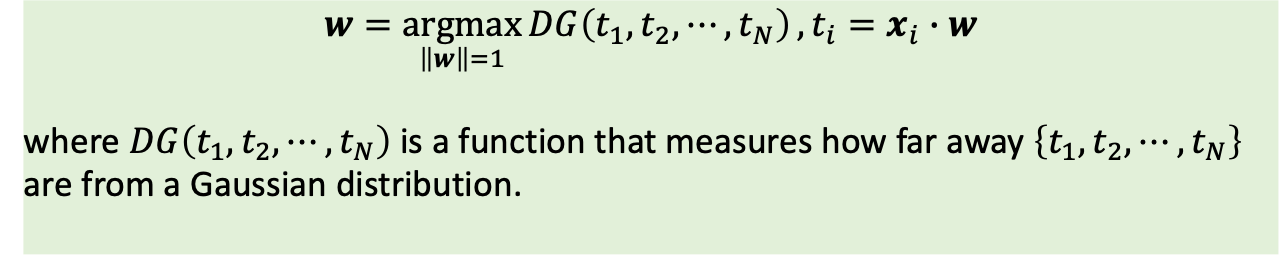 𝒘 = argmax 𝐷𝐺(𝑡₁, 𝑡₂, ⋯ , 𝑡_𝑁) , 𝑡ᵢ = 𝒙ᵢ · 𝒘
‖𝒘‖=1
where 𝐷𝐺(𝑡₁, 𝑡₂, ⋯ , 𝑡_𝑁) is a function that measures how far away {𝑡₁, 𝑡₂, ⋯ , 𝑡_𝑁}
are from a Gaussian distribution.